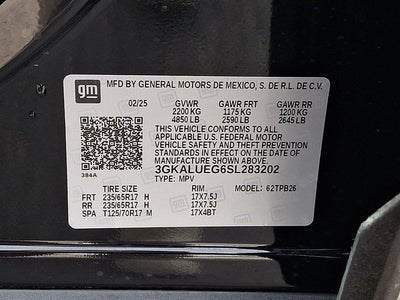 gm
MFD BY GENERAL MOTORS DE MEXICO, S. DE R.L. DE C.V.
02/25 GVWR GAWR FRT GAWR RR
2200 KG 1175 KG 1200 KG
4850 LB 2590 LB 2645 LB
THIS VEHICLE CONFORMS TO ALL
APPLICABLE U.S. FEDERAL MOTOR
VEHICLE SAFETY AND THEFT PREVENTION
STANDARDS IN EFFECT ON THE DATE OF
MANUFACTURE SHOWN ABOVE.
384A 3GKALUEG6SL283202
TYPE: MPV MODEL: 62TPB26
TIRE SIZE RIM
FRT 235/65R17 H 17X7.5J
RR 235/65R17 H 17X7.5J
SPA T125/70R17 M 17X4BT